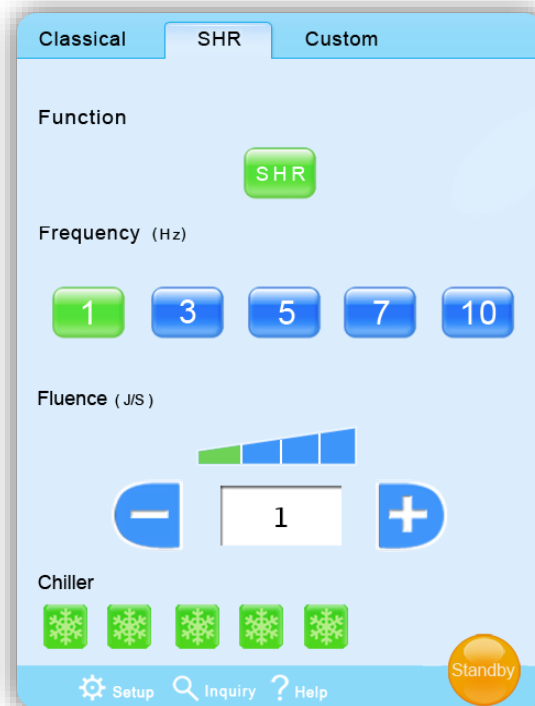 Classical SHR Custom
Function
SHR
Frequency (Hz)
1 3 5 7 10
Fluence (J/S)
1
Chiller
Standby
Setup Inquiry ? Help